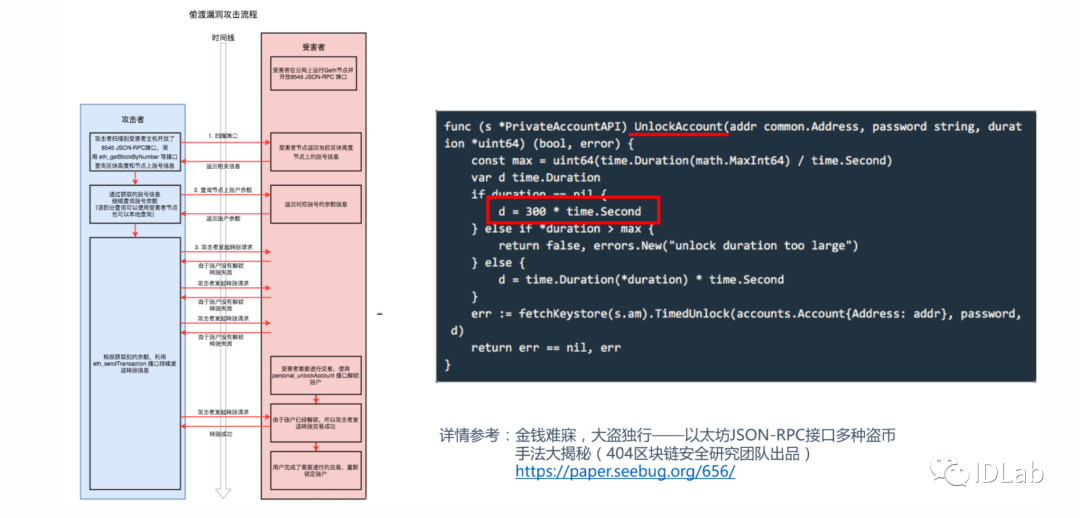 偷渡漏洞攻击流程
时间线
受害者
受害者在公网上运行Geth节点并
开放8545 JSON-RPC 端口
攻击者
攻击者扫描到受害者主机开放了
8545 JSON-RPC端口，调
用 eth_getBlockByNumber 等接口
查询区块高度和节点上账号信息
1. 扫描端口
返回相关信息
受害者节点返回当前区块高度
节点上的账号信息
通过获取的账号信息
继续查询账号余额
（该部分查询可以使用受害者节点
也可以本地查询）
2. 查询节点上账户余额
返回账户余额
返回对应账号的余额信息
3. 攻击者发起转账请求
由于账户没有解锁
转账失败
攻击者发起转账请求
由于账户没有解锁
转账失败
攻击者发起转账请求
由于账户没有解锁
转账失败
根据获取到的余额，利用
eth_sendTransaction 接口持续发
送转账信息
受害者需要进行交易，使用
personal_unlockAccount 接口解锁
账户
攻击者发起转账请求
转账成功
由于账户已经解锁，所以攻击者发
送转账交易成功
用户完成了需要进行的交易，重新
锁定账户
func (s *PrivateAccountAPI) UnlockAccount(addr common.Address, password string, durat
ion *uint64) (bool, error) {
const max = uint64(time.Duration(math.MaxInt64) / time.Second)
var d time.Duration
if duration == nil {
d = 300 * time.Second
} else if *duration > max {
return false, errors.New("unlock duration too large")
} else {
d = time.Duration(*duration) * time.Second
}
err := fetchKeystore(s.am).TimedUnlock(accounts.Account{Address: addr}, password,
d)
return err == nil, err
}
详情参考：金钱难寐，大盗独行——以太坊JSON-RPC接口多种盗币
手法大揭秘（404区块链安全研究团队出品）
https://paper.seebug.org/656/
IDLab